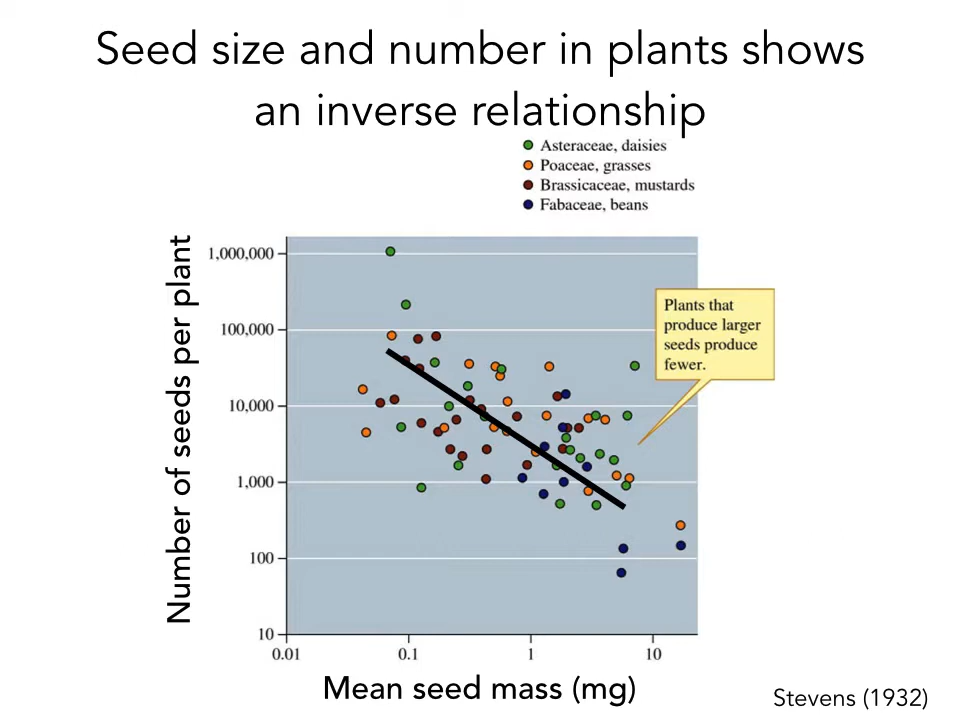 Seed size and number in plants shows
an inverse relationship
Asteraceae, daisies
Poaceae, grasses
Brassicaceae, mustards
Fabaceae, beans
Number of seeds per plant
1,000,000
100,000
10,000
1,000
100
10
Plants that
produce larger
seeds produce
fewer.
0.01 0.1 1 10
Mean seed mass (mg)
Stevens (1932)